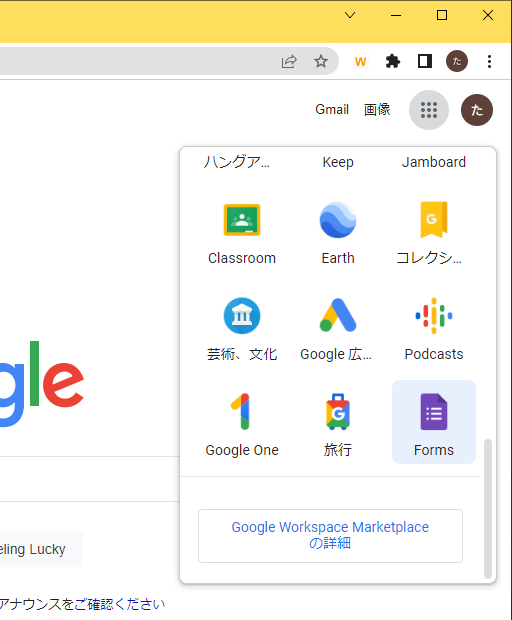 W
た
Gmail 画像
た
ハングア... Keep Jamboard
G
Classroom Earth コレクシ...
芸術、文化 Google 広... Podcasts
gle
G
Google One 旅行 Forms
Google Workspace Marketplace
の詳細
eling Lucky
アナウンスをご確認ください